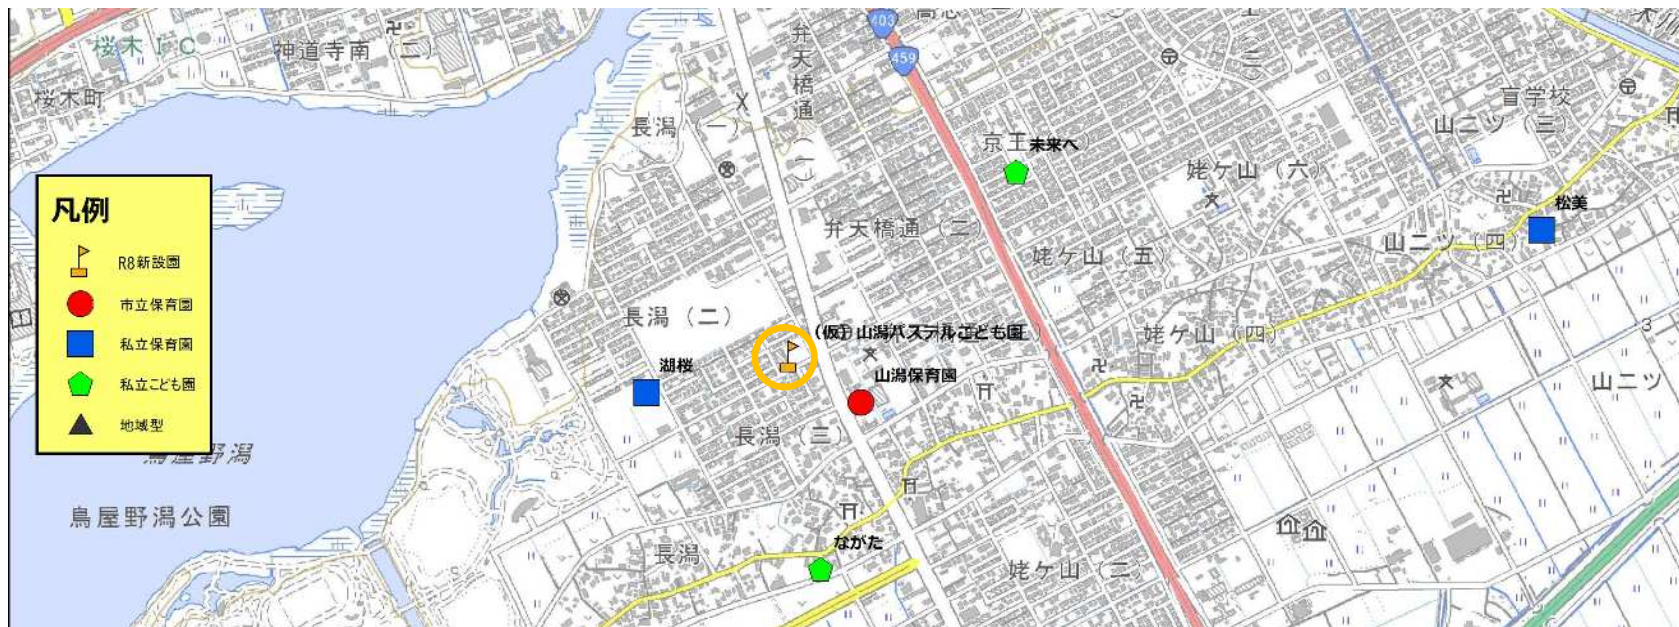 桜木IC
神道寺南（二）
桜木町
弁天橋通（一）
403
459
長潟（一）
京王
未来へ
盲学校
山二ツ（三）
姥ケ山（六）
松美
山二ツ（四）
弁天橋通（二）
姥ケ山（五）
凡例
R8新設園
市立保育園
私立保育園
私立こども園
地域型
長潟（二）
（仮）山潟パステルこども園
姥ケ山（四）
湖桜
山潟保育園
山二ツ
長潟（三）
鳥屋野潟
鳥屋野潟公園
ながた
長潟
姥ケ山（二）